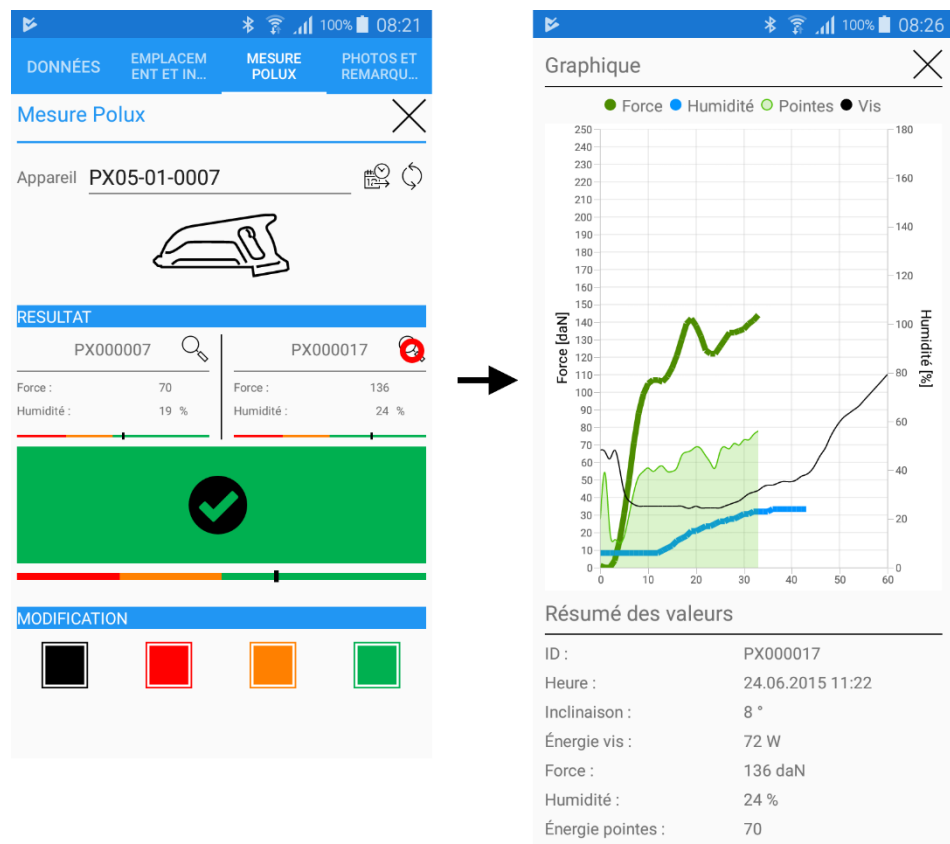 100% 08:21
DONNÉES
EMPLACEM
ENT ET IN...
MESURE
POLUX
PHOTOS ET
REMARQU...
Mesure Polux
Appareil PX05-01-0007
RESULTAT
PX000007
Force : 70
Humidité : 19 %
PX000017
Force : 136
Humidité : 24 %
MODIFICATION
100% 08:26
Graphique
Force Humidité Pointes Vis
Force [daN]
250
240
230
220
210
200
190
180
170
160
150
140
130
120
110
100
90
80
70
60
50
40
30
20
10
0
180
160
140
120
100
80
60
40
20
0
Humidité [%]
0 10 20 30 40 50 60
Résumé des valeurs
ID : PX000017
Heure : 24.06.2015 11:22
Inclinaison : 8 °
Énergie vis : 72 W
Force : 136 daN
Humidité : 24 %
Énergie pointes : 70